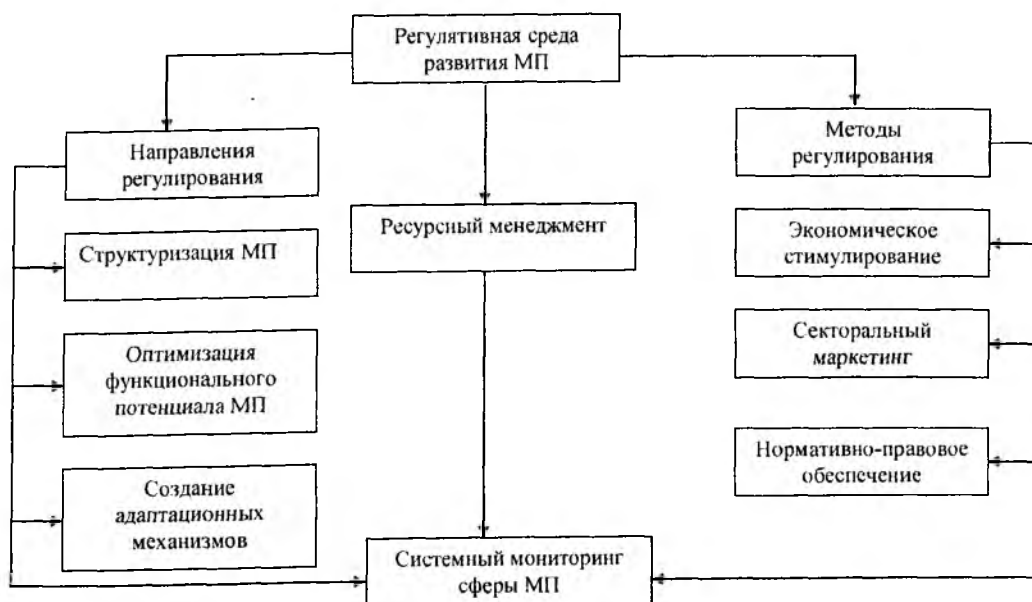 Регулятивная среда
развития МП
Направления
регулирования
Структуризация МП
Оптимизация
функционального
потенциала МП
Создание
адаптационных
механизмов
Ресурсный менеджмент
Системный мониторинг
сферы МП
Методы
регулирования
Экономическое
стимулирование
Секторальный
маркетинг
Нормативно-правовое
обеспечение